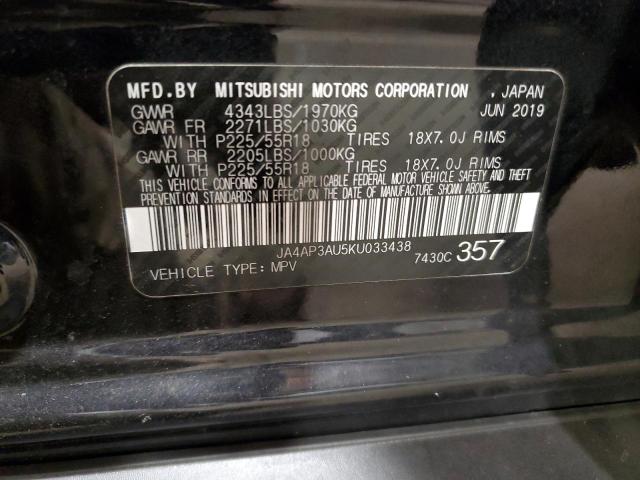 MFD.BY MITSUBISHI MOTORS CORPORATION , JAPAN
GVWR 4343LBS/1970KG JUN 2019
GAWR FR 2271LBS/1030KG
WITH P225/55R18 TIRES 18X7.0J RIMS
GAWR RR 2205LBS/1000KG
WITH P225/55R18 TIRES 18X7.0J RIMS
THIS VEHICLE CONFORMS TO ALL APPLICABLE FEDERAL MOTOR VEHICLE SAFETY AND THEFT
PREVENTION STANDARDS IN EFFECT ON THE DATE OF MANUFACTURE SHOWN ABOVE.
JA4AP3AU5KU033438
VEHICLE TYPE: MPV 7430C 357